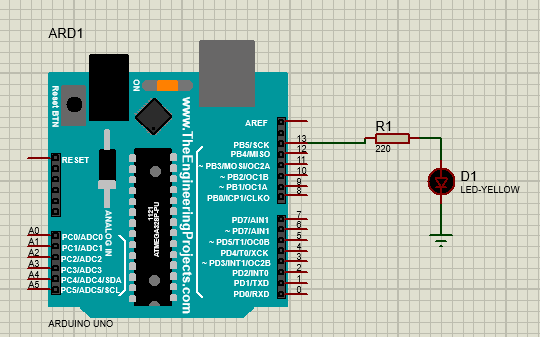 ARD1
ON
Reset BTN
www.TheEngineeringProjects.com
AREF
RESET
PB5/SCK 13
PB4/MISO 12
~ PB3/MOSI/OC2A 11
~ PB2/OC1B 10
~ PB1/OC1A 9
PB0/ICP1/CLKO 8
1121
ATMEGA328P-PU
ANALOG IN
A0 PC0/ADC0
A1 PC1/ADC1
A2 PC2/ADC2
A3 PC3/ADC3
A4 PC4/ADC4/SDA
A5 PC5/ADC5/SCL
PD7/AIN1 7
~ PD7/AIN1 6
~ PD5/T1/OC0B 5
PD4/T0/XCK 4
~ PD3/INT1/OC2B 3
PD2/INT0 2
PD1/TXD 1
PD0/RXD 0
ARDUINO UNO
R1
220
D1
LED-YELLOW